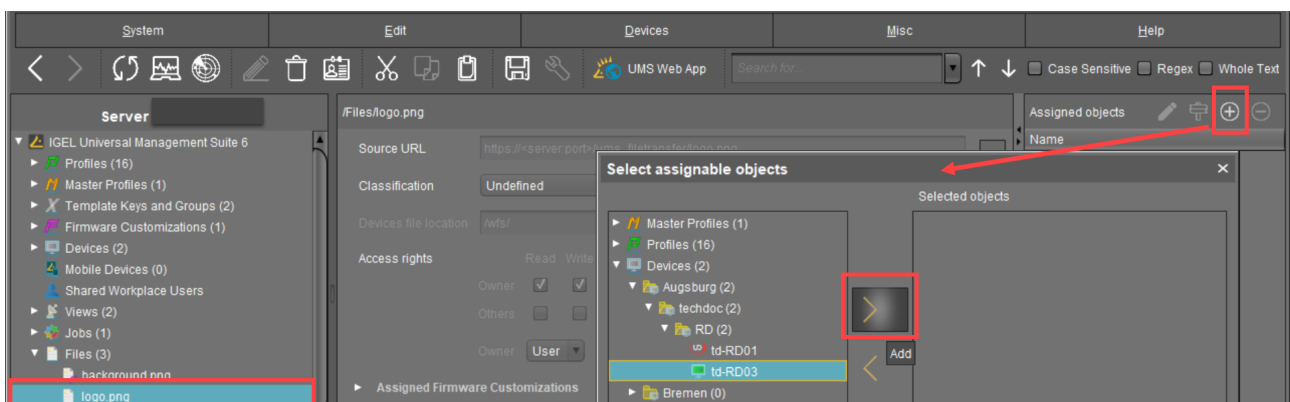 System Edit Devices Misc Help
UMS Web App Search for... Case Sensitive Regex Whole Text
Server
IGEL Universal Management Suite 6
Profiles (16)
Master Profiles (1)
Template Keys and Groups (2)
Firmware Customizations (1)
Devices (2)
Mobile Devices (0)
Shared Workplace Users
Views (2)
Jobs (1)
Files (3)
background.png
logo.png
/Files/logo.png
Source URL https://<server:port>/ums_filetransfer/logo.png
Classification Undefined
Devices file location /wfs/
Access rights Read Write
Owner
Others
Owner User
Assigned Firmware Customizations
Assigned objects
Name
Select assignable objects
Selected objects
Master Profiles (1)
Profiles (16)
Devices (2)
Augsburg (2)
techdoc (2)
RD (2)
td-RD01
td-RD03
Bremen (0)
Add